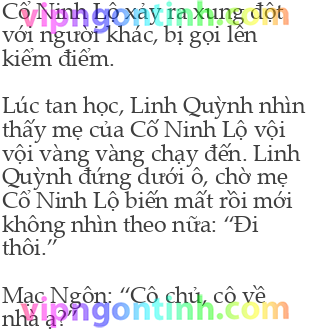 Cố Ninh Lộ xảy ra xung đột
với người khác, bị gọi lên
kiểm điểm.
Lúc tan học, Linh Quỳnh nhìn
thấy mẹ của Cố Ninh Lộ vội
vội vàng vàng chạy đến. Linh
Quỳnh đứng dưới ô, chờ mẹ
Cố Ninh Lộ biến mất rồi mới
không nhìn theo nữa: “Đi
thôi.”
Mạc Ngôn: “Cô chủ, cô về
nhà ạ?”
vipngontinh.com
vipngontinh.com